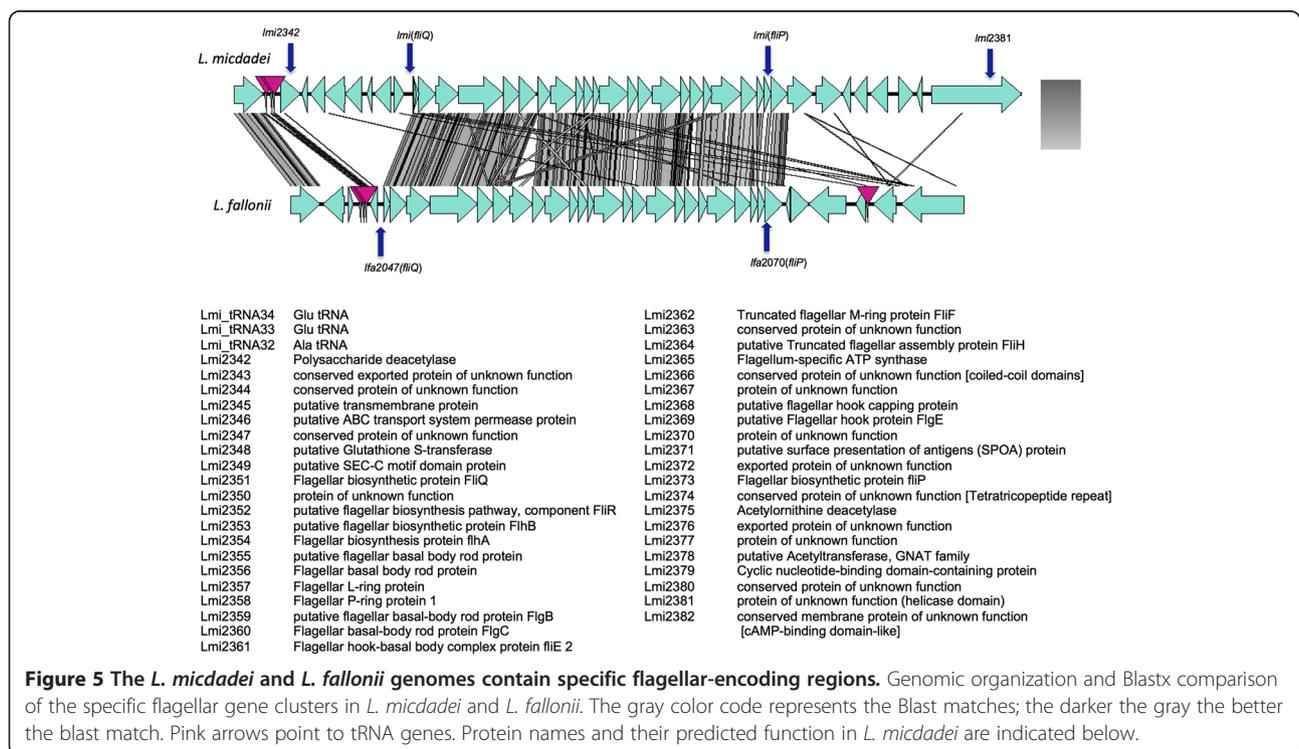 lmi2342
lmi(fliQ)
lmi(fliP)
lmi2381
L. micdadei
L. fallonii
lfa2047(fliQ)
lfa2070(fliP)
Lmi_tRNA34 Glu tRNA
Lmi_tRNA33 Glu tRNA
Lmi_tRNA32 Ala tRNA
Lmi2342 Polysaccharide deacetylase
Lmi2343 conserved exported protein of unknown function
Lmi2344 conserved protein of unknown function
Lmi2345 putative transmembrane protein
Lmi2346 putative ABC transport system permease protein
Lmi2347 conserved protein of unknown function
Lmi2348 putative Glutathione S-transferase
Lmi2349 putative SEC-C motif domain protein
Lmi2351 Flagellar biosynthetic protein FliQ
Lmi2350 protein of unknown function
Lmi2352 putative flagellar biosynthesis pathway, component FliR
Lmi2353 putative flagellar biosynthetic protein FlhB
Lmi2354 Flagellar biosynthesis protein flhA
Lmi2355 putative flagellar basal body rod protein
Lmi2356 Flagellar basal body rod protein
Lmi2357 Flagellar L-ring protein
Lmi2358 Flagellar P-ring protein 1
Lmi2359 putative flagellar basal-body rod protein FlgB
Lmi2360 Flagellar basal-body rod protein FlgC
Lmi2361 Flagellar hook-basal body complex protein fliE 2
Lmi2362 Truncated flagellar M-ring protein FliF
Lmi2363 conserved protein of unknown function
Lmi2364 putative Truncated flagellar assembly protein FliH
Lmi2365 Flagellum-specific ATP synthase
Lmi2366 conserved protein of unknown function [coiled-coil domains]
Lmi2367 protein of unknown function
Lmi2368 putative flagellar hook capping protein
Lmi2369 putative Flagellar hook protein FlgE
Lmi2370 protein of unknown function
Lmi2371 putative surface presentation of antigens (SPOA) protein
Lmi2372 exported protein of unknown function
Lmi2373 Flagellar biosynthetic protein fliP
Lmi2374 conserved protein of unknown function [Tetratricopeptide repeat]
Lmi2375 Acetylornithine deacetylase
Lmi2376 exported protein of unknown function
Lmi2377 protein of unknown function
Lmi2378 putative Acetyltransferase, GNAT family
Lmi2379 Cyclic nucleotide-binding domain-containing protein
Lmi2380 conserved protein of unknown function
Lmi2381 protein of unknown function (helicase domain)
Lmi2382 conserved membrane protein of unknown function
[cAMP-binding domain-like]
Figure 5 The L. micdadei and L. fallonii genomes contain specific flagellar-encoding regions. Genomic organization and Blastx comparison
of the specific flagellar gene clusters in L. micdadei and L. fallonii. The gray color code represents the Blast matches; the darker the gray the better
the blast match. Pink arrows point to tRNA genes. Protein names and their predicted function in L. micdadei are indicated below.